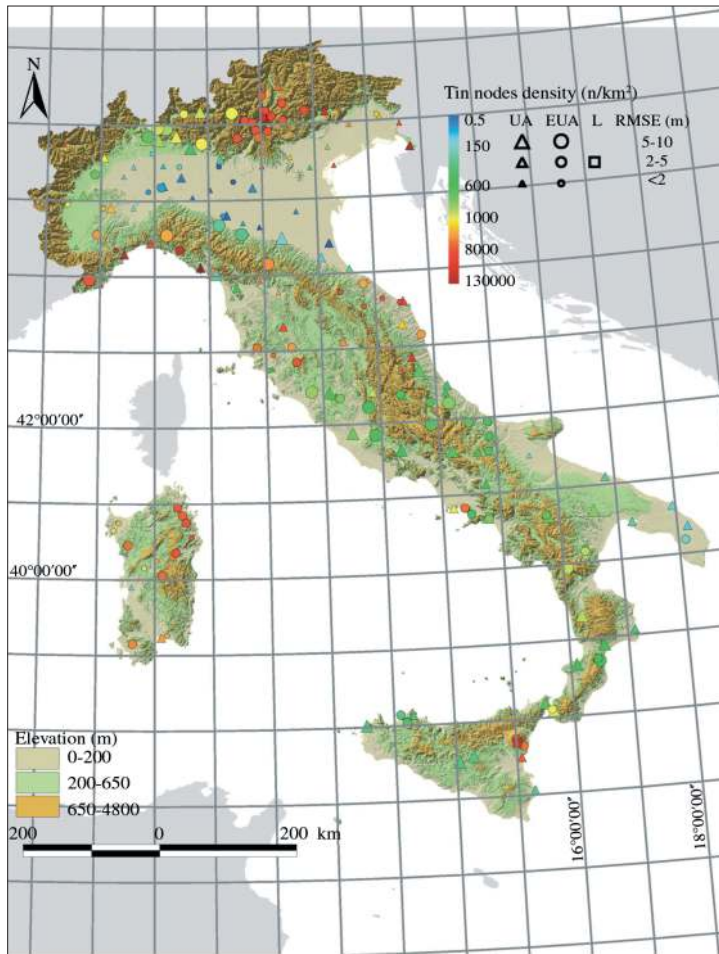 N
Tin nodes density (n/km²)
0.5 UA EUA L RMSE (m)
150 5-10
2-5
600 <2
1000
8000
130000
42°00'00"
40°00'00"
Elevation (m)
0-200
200-650
650-4800
200 0 200 km
16°00'00"
18°00'00"